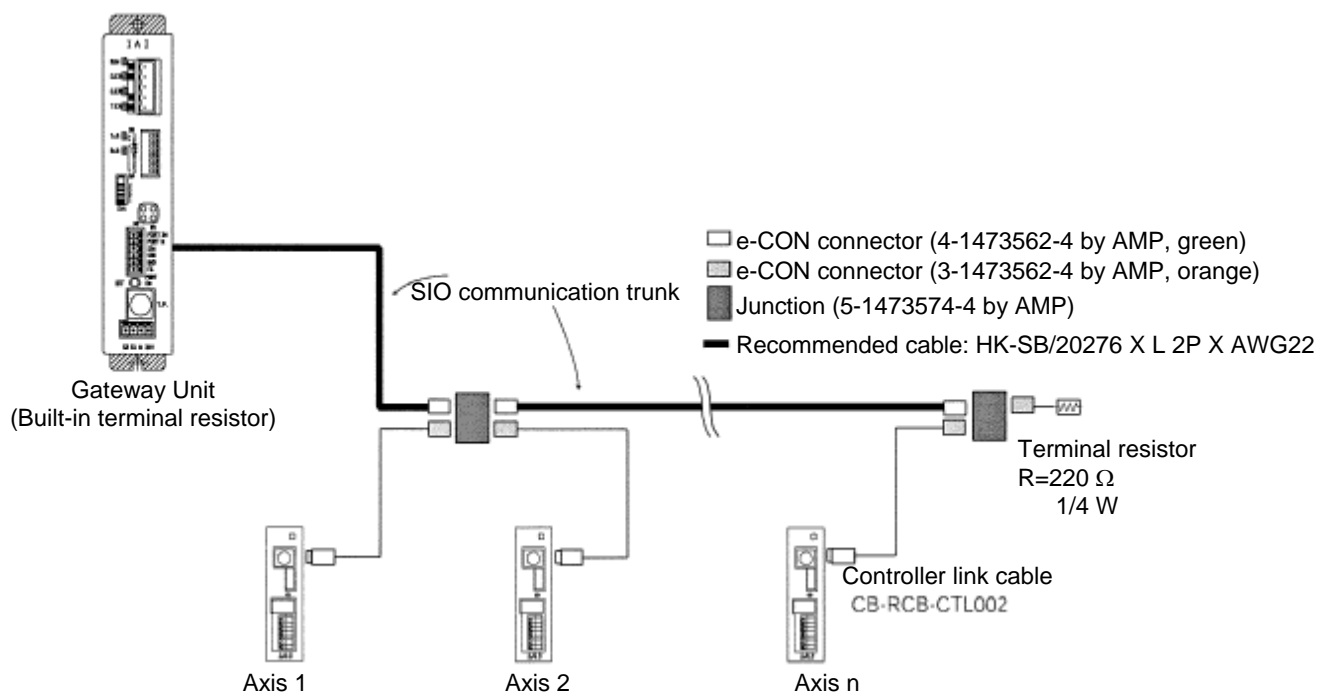 I A I
e-CON connector (4-1473562-4 by AMP, green)
e-CON connector (3-1473562-4 by AMP, orange)
SIO communication trunk
Junction (5-1473574-4 by AMP)
Recommended cable: HK-SB/20276 X L 2P X AWG22
Gateway Unit
(Built-in terminal resistor)
Terminal resistor
R=220 Ω
1/4 W
Controller link cable
CB-RCB-CTL002
Axis 1
Axis 2
Axis n